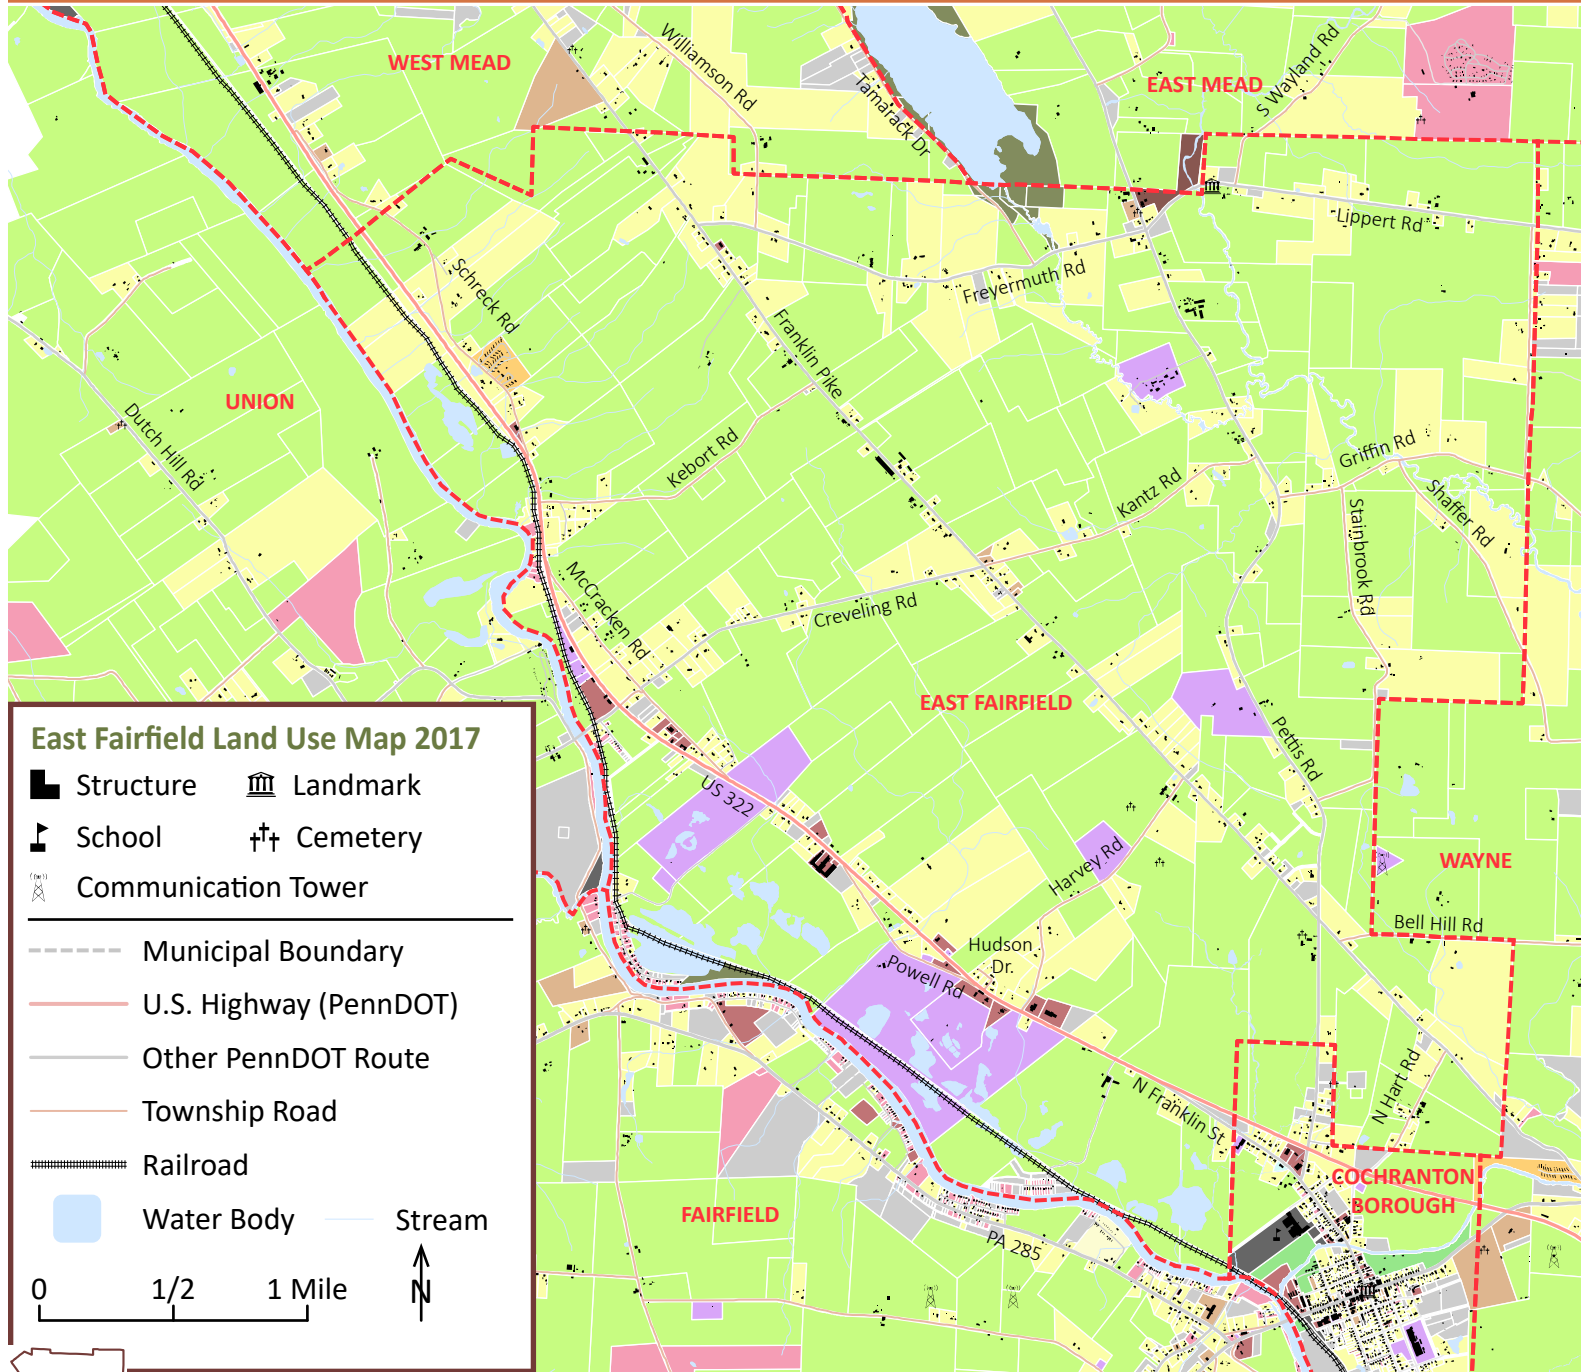 WEST MEAD
Williamson Rd
Tamarack Dr
EAST MEAD
S Wayland Rd
Lippert Rd
Schreck Rd
Freyermuth Rd
Franklin Pike
UNION
Dutch Hill Rd
Kebort Rd
Kantz Rd
Griffin Rd
Shaffer Rd
Stainbrook Rd
McCracken Rd
Creveling Rd
EAST FAIRFIELD
Pettis Rd
US 322
Harvey Rd
WAYNE
Bell Hill Rd
Hudson
Dr.
Powell Rd
N Franklin St
N Hart Rd
COCHRANTON
BOROUGH
FAIRFIELD
PA 285
East Fairfield Land Use Map 2017
Structure
Landmark
School
Cemetery
Communication Tower
Municipal Boundary
U.S. Highway (PennDOT)
Other PennDOT Route
Township Road
Railroad
Water Body
Stream
0 1/2 1 Mile
N